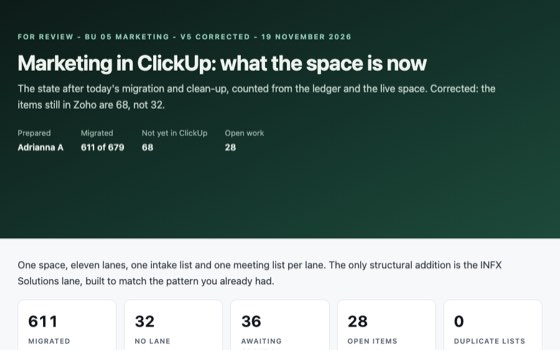 FOR REVIEW - BU 05 MARKETING - V5 CORRECTED - 19 NOVEMBER 2026
Marketing in ClickUp: what the space is now
The state after today's migration and clean-up, counted from the ledger and the live space. Corrected: the
items still in Zoho are 68, not 32.
Prepared Migrated Not yet in ClickUp Open work
Adrianna A 611 of 679 68 28
One space, eleven lanes, one intake list and one meeting list per lane. The only structural addition is the INFX
Solutions lane, built to match the pattern you already had.
611 32 36 28 0
MIGRATED NO LANE AWAITING OPEN ITEMS DUPLICATE LISTS